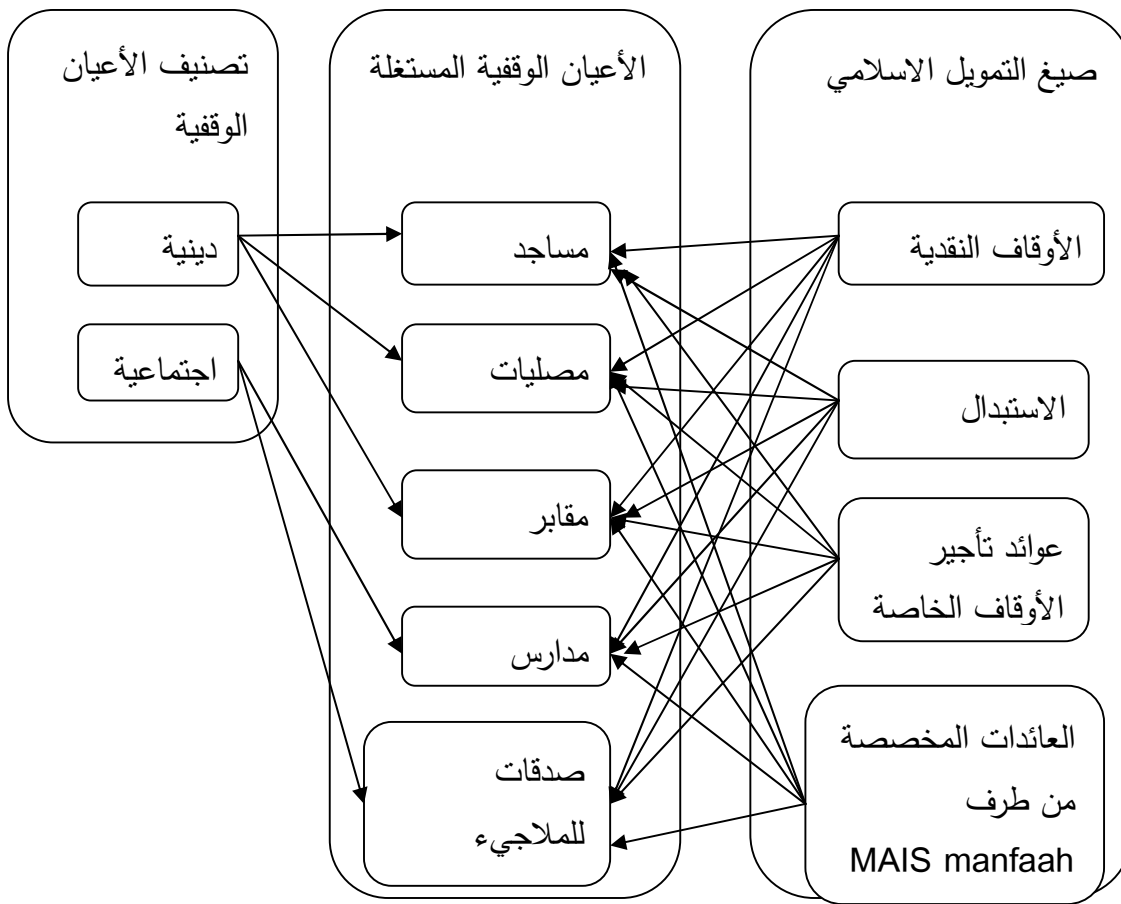 صيغ التمويل الاسلامي
الأوقاف النقدية
الاستبدال
عوائد تأجير
الأوقاف الخاصة
العائدات المخصصة
من طرف
MAIS manfaah
الأعيان الوقفية المستغلة
مساجد
مصليات
مقابر
مدارس
صدقات
للملاجيء
تصنيف الأعيان
الوقفية
دينية
اجتماعية